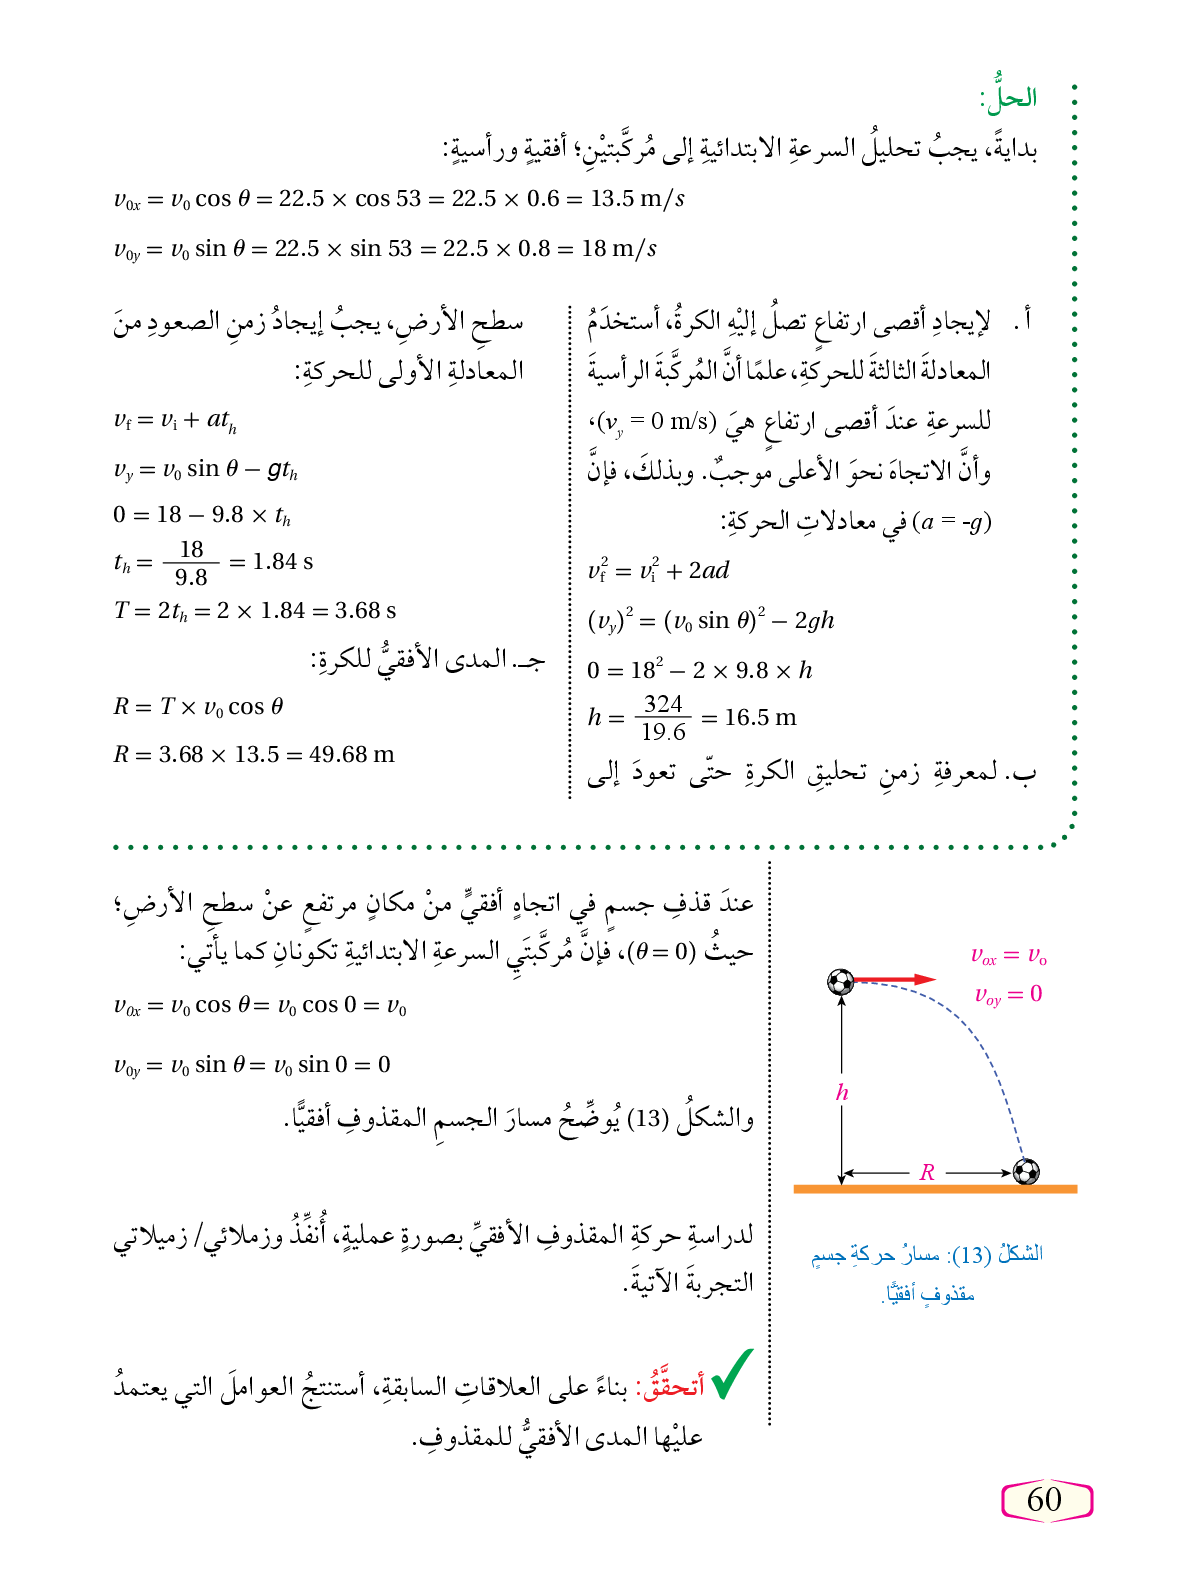 الحلُّ:
بدايةً، يجبُ تحليلُ السرعةِ الابتدائيةِ إلى مُركَّبتيْنِ؛ أفقيةٍ ورأسيةٍ:
v₀ₓ = v₀ cos θ = 22.5 × cos 53 = 22.5 × 0.6 = 13.5 m/s
v₀y = v₀ sin θ = 22.5 × sin 53 = 22.5 × 0.8 = 18 m/s
أ . لإيجادِ أقصى ارتفاعٍ تصلُ إليْهِ الكرةُ، أستخدَمُ
المعادلةَ الثالثةَ للحركةِ، علمًا أنَّ المُركَّبةَ الرأسيةَ
للسرعةِ عندَ أقصى ارتفاعٍ هيَ (vy = 0 m/s)،
وأنَّ الاتجاهَ نحوَ الأعلى موجبٌ. وبذلكَ، فإنَّ
(a = -g) في معادلاتِ الحركةِ:
vf² = vi² + 2ad
(vy)² = (v₀ sin θ)² − 2gh
0 = 18² − 2 × 9.8 × h
h = 324/19.6 = 16.5 m
ب. لمعرفةِ زمنِ تحليقِ الكرةِ حتّى تعودَ إلى
سطحِ الأرضِ، يجبُ إيجادُ زمنِ الصعودِ منَ
المعادلةِ الأولى للحركةِ:
vf = vi + ath
vy = v₀ sin θ − gth
0 = 18 − 9.8 × th
th = 18/9.8 = 1.84 s
T = 2th = 2 × 1.84 = 3.68 s
جـ. المدى الأفقيُّ للكرةِ:
R = T × v₀ cos θ
R = 3.68 × 13.5 = 49.68 m
عندَ قذفِ جسمٍ في اتجاهٍ أفقيٍّ منْ مكانٍ مرتفعٍ عنْ سطحِ الأرضِ؛
حيثُ (θ = 0)، فإنَّ مُركَّبتَيِ السرعةِ الابتدائيةِ تكونانِ كما يأتي:
v₀ₓ = v₀ cos θ = v₀ cos 0 = v₀
v₀y = v₀ sin θ = v₀ sin 0 = 0
والشكلُ (13) يُوضِّحُ مسارَ الجسمِ المقذوفِ أفقيًّا.
لدراسةِ حركةِ المقذوفِ الأفقيِّ بصورةٍ عمليةٍ، أُنفِّذُ وزملائي/ زميلاتي
التجربةَ الآتيةَ.
✓ أتحقَّقُ: بناءً على العلاقاتِ السابقةِ، أستنتجُ العواملَ التي يعتمدُ
عليْها المدى الأفقيُّ للمقذوفِ.
vox = vo
voy = 0
h
R
الشكلُ (13): مسارُ حركةِ جسمٍ
مقذوفٍ أفقيًّا.
60